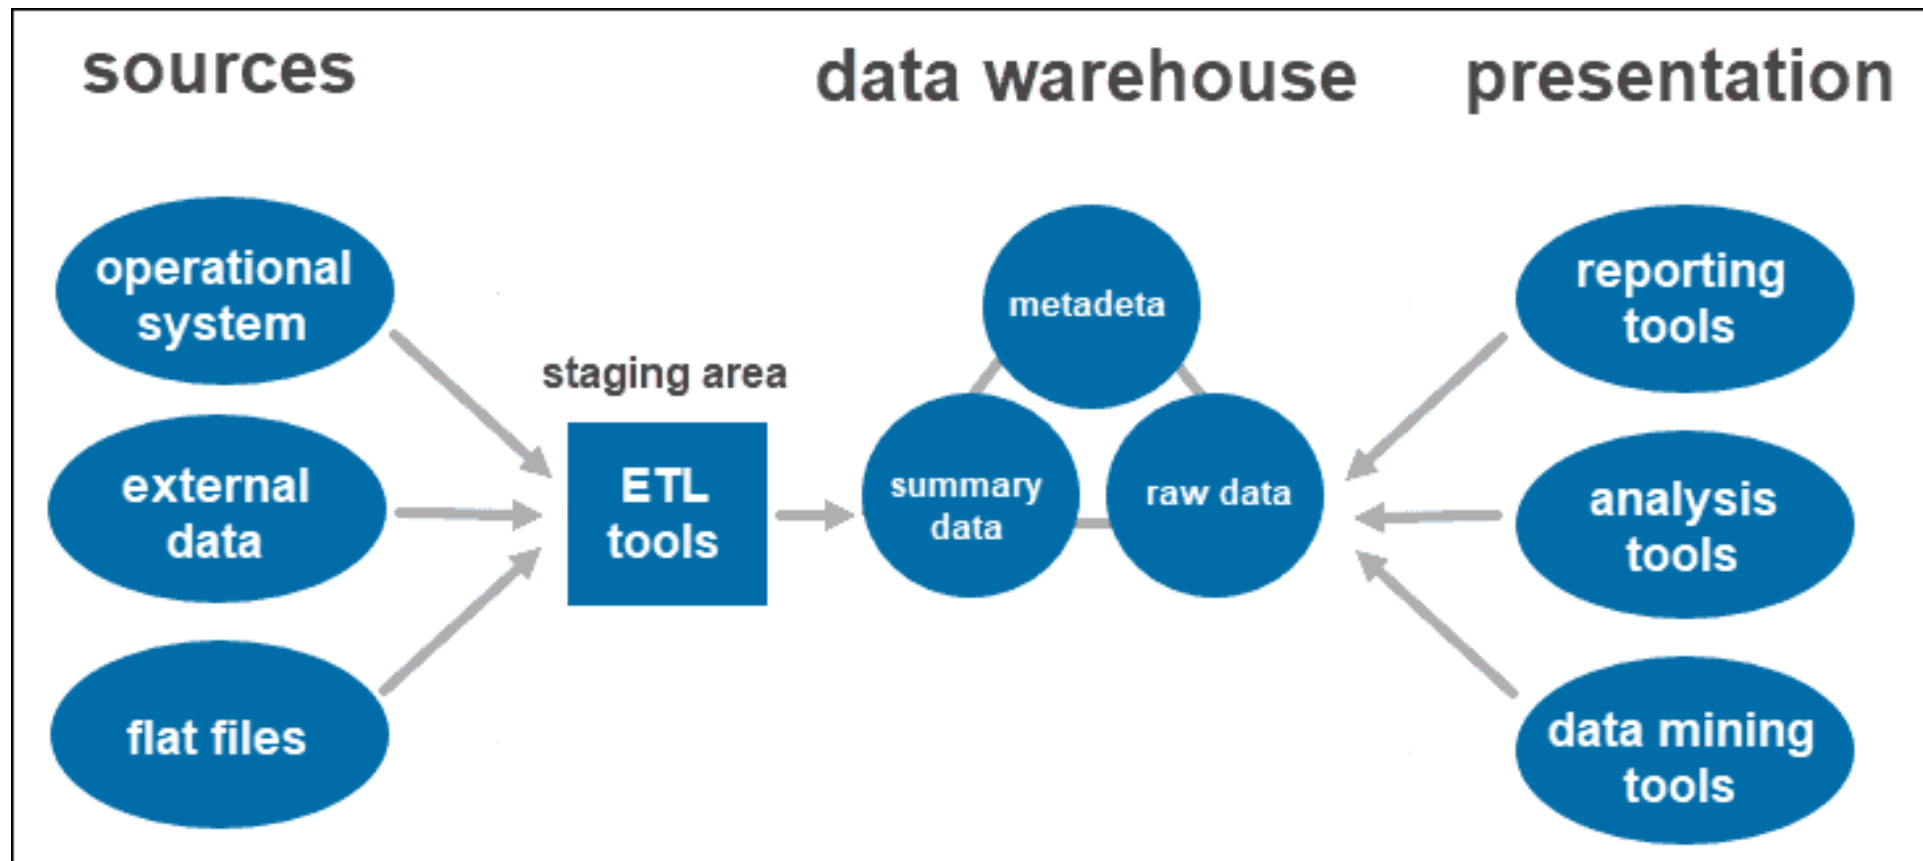 sources
data warehouse
presentation
operational
system
external
data
flat files
staging area
ETL
tools
metadeta
summary
data
raw data
reporting
tools
analysis
tools
data mining
tools